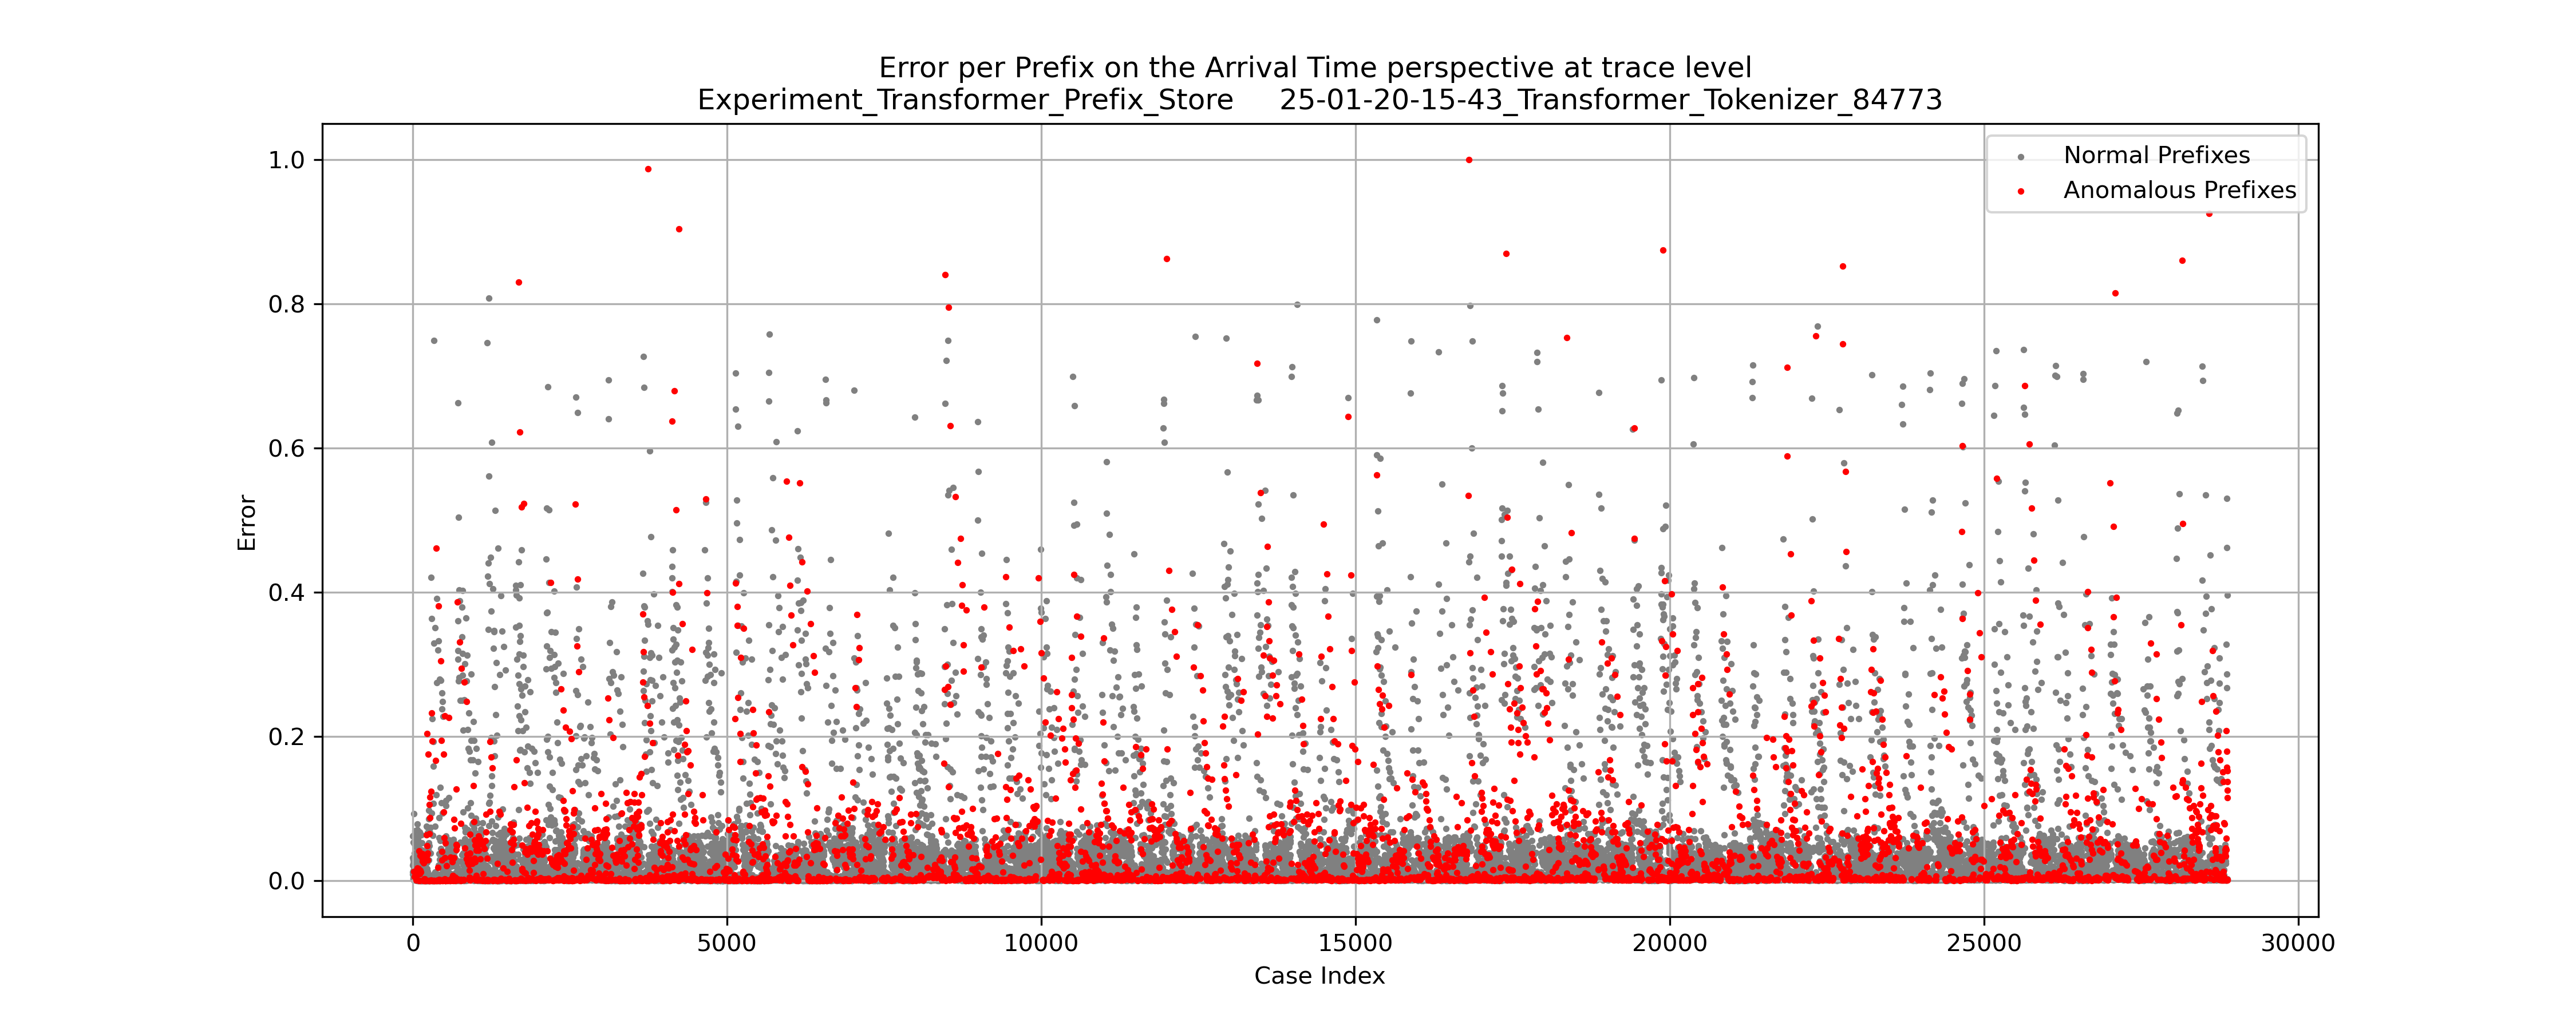 Error per Prefix on the Arrival Time perspective at trace level
Experiment_Transformer_Prefix_Store 25-01-20-15-43_Transformer_Tokenizer_84773
Normal Prefixes
Anomalous Prefixes
1.0
0.8
0.6
0.4
0.2
0.0
Error
0 5000 10000 15000 20000 25000 30000
Case Index